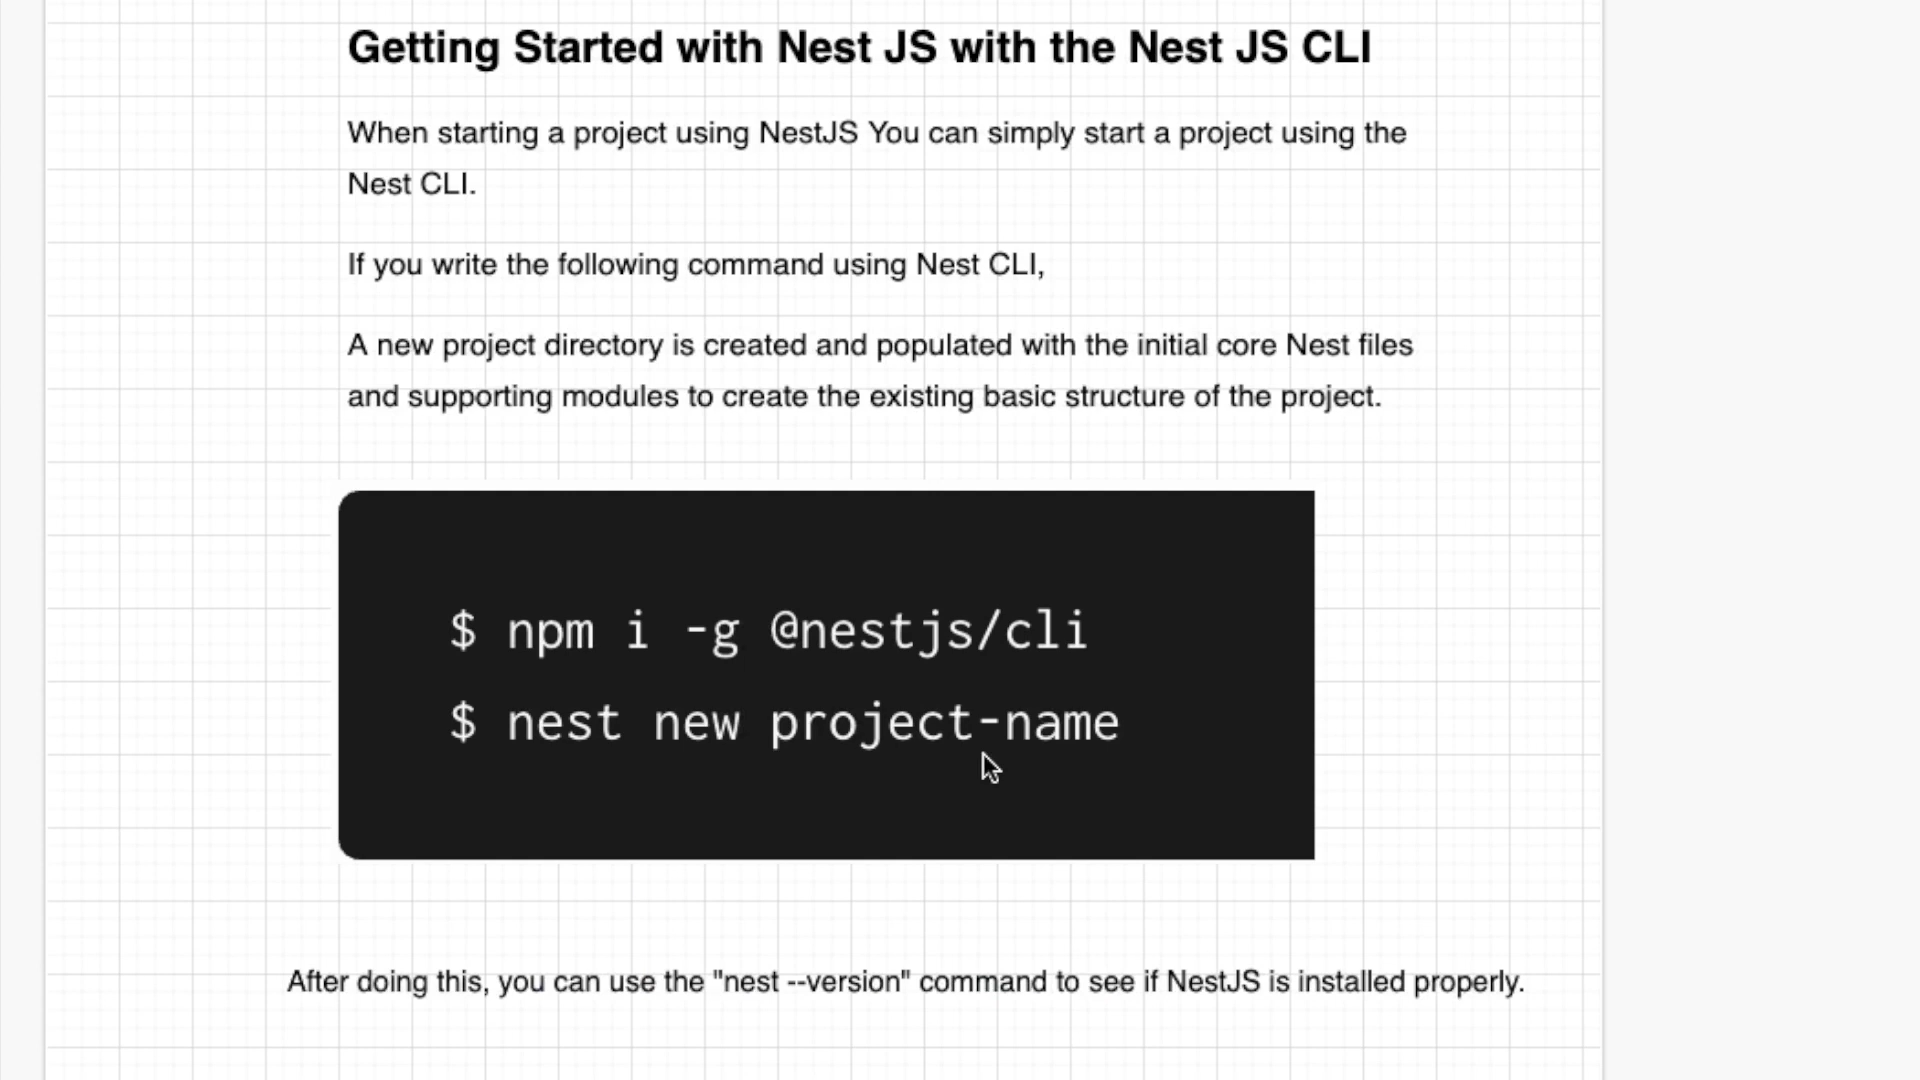 Getting Started with Nest JS with the Nest JS CLI
When starting a project using NestJS You can simply start a project using the
Nest CLI.
If you write the following command using Nest CLI,
A new project directory is created and populated with the initial core Nest files
and supporting modules to create the existing basic structure of the project.
$ npm i -g @nestjs/cli
$ nest new project-name
After doing this, you can use the "nest --version" command to see if NestJS is installed properly.